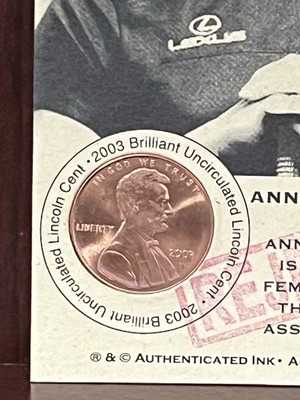 LEXUS
2003 Brilliant Uncirculated Lincoln Cent • 2003 Brilliant Uncirculated Lincoln Cent •
IN GOD WE TRUST
LIBERTY
2003
ANN
ANN
IS
FEM
TH
ASS
® & © AUTHENTICATED INK • A